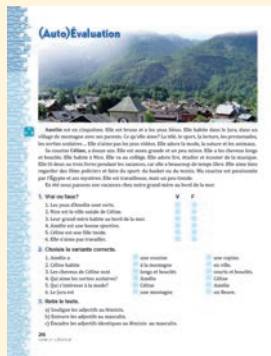 (Auto)Évaluation
Amélie est en cinquième. Elle est brune et a les yeux bleus. Elle habite dans le Jura, dans un
village de montagne avec ses parents. Ce qu'elle aime? La télé, le sport, la lecture, les promenades,
les sorties scolaires ... Elle n'aime pas les jeux vidéos. Elle adore la mode, la nature et les animaux.
Sa cousine Céline, a douze ans. Elle est assez grande et un peu mince. Elle a les cheveux longs
et bouclés. Elle habite à Nice. Elle va au collège. Elle adore lire, étudier et écouter de la musique.
Elle lit deux ou trois livres pendant les vacances, car elle a beaucoup de temps libre. Elle aime bien
regarder des films policiers et faire du sport: du basket ou du tennis. Ma cousine est passionnée
par l'Égypte et ses mystères. Elle est travailleuse, mais un peu timide.
En été nous passons nos vacances chez notre grand-mère au bord de la mer.
1. Vrai ou faux? V F
1. Les yeux d'Amélie sont verts.
2. Nice est la ville natale de Céline.
3. Leur grand-mère habite au bord de la mer.
4. Amélie est une bonne sportive.
5. Céline est une fille timide.
6. Elle n'aime pas travailler.
2. Choisis la variante correcte.
1. Amélie a une cousine une copine.
2. Céline habite à la montagne en ville.
3. Les cheveux de Céline sont longs et bouclés courts et bouclés.
4. Qui aime les sorties scolaires? Amélie Céline
5. Qui s'intéresse à la mode? Céline Amélie
6. Le Jura est une montagne un fleuve.
3. Relis le texte.
a) Souligne les adjectifs au féminin.
b) Entoure les adjectifs au masculin.
c) Encadre les adjectifs identiques au féminin au masculin.